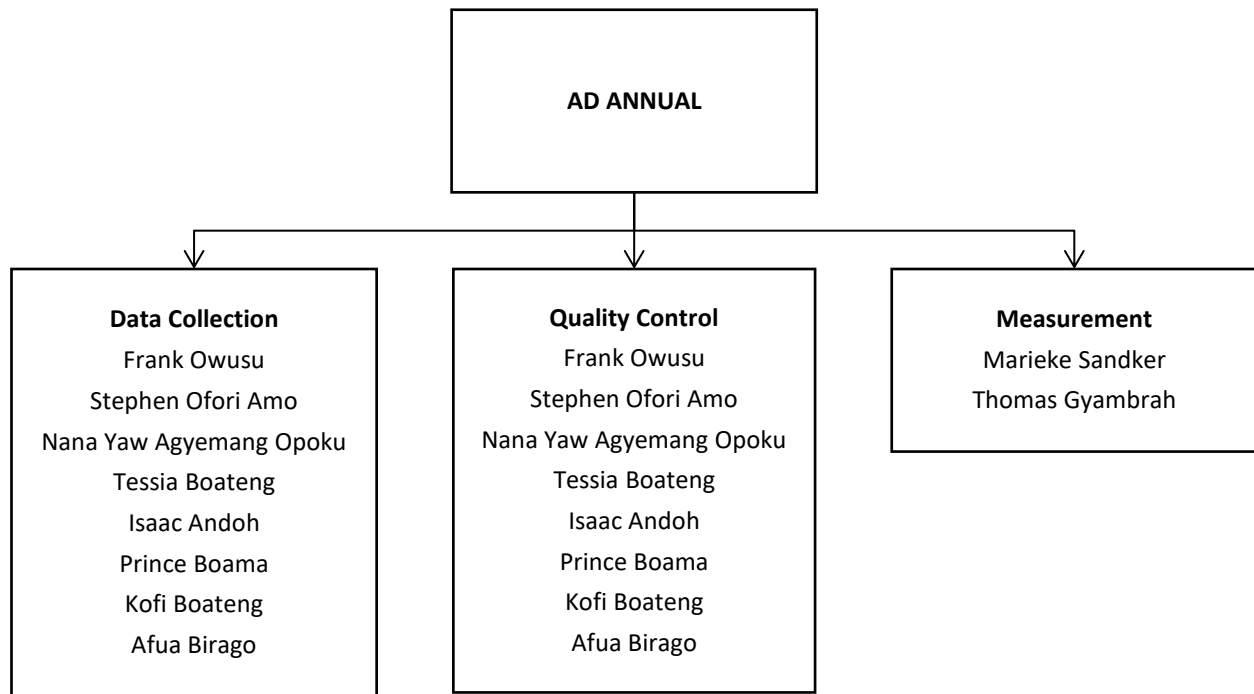 AD ANNUAL
Data Collection
Frank Owusu
Stephen Ofori Amo
Nana Yaw Agyemang Opoku
Tessia Boateng
Isaac Andoh
Prince Boama
Kofi Boateng
Afua Birago
Quality Control
Frank Owusu
Stephen Ofori Amo
Nana Yaw Agyemang Opoku
Tessia Boateng
Isaac Andoh
Prince Boama
Kofi Boateng
Afua Birago
Measurement
Marieke Sandker
Thomas Gyambrah